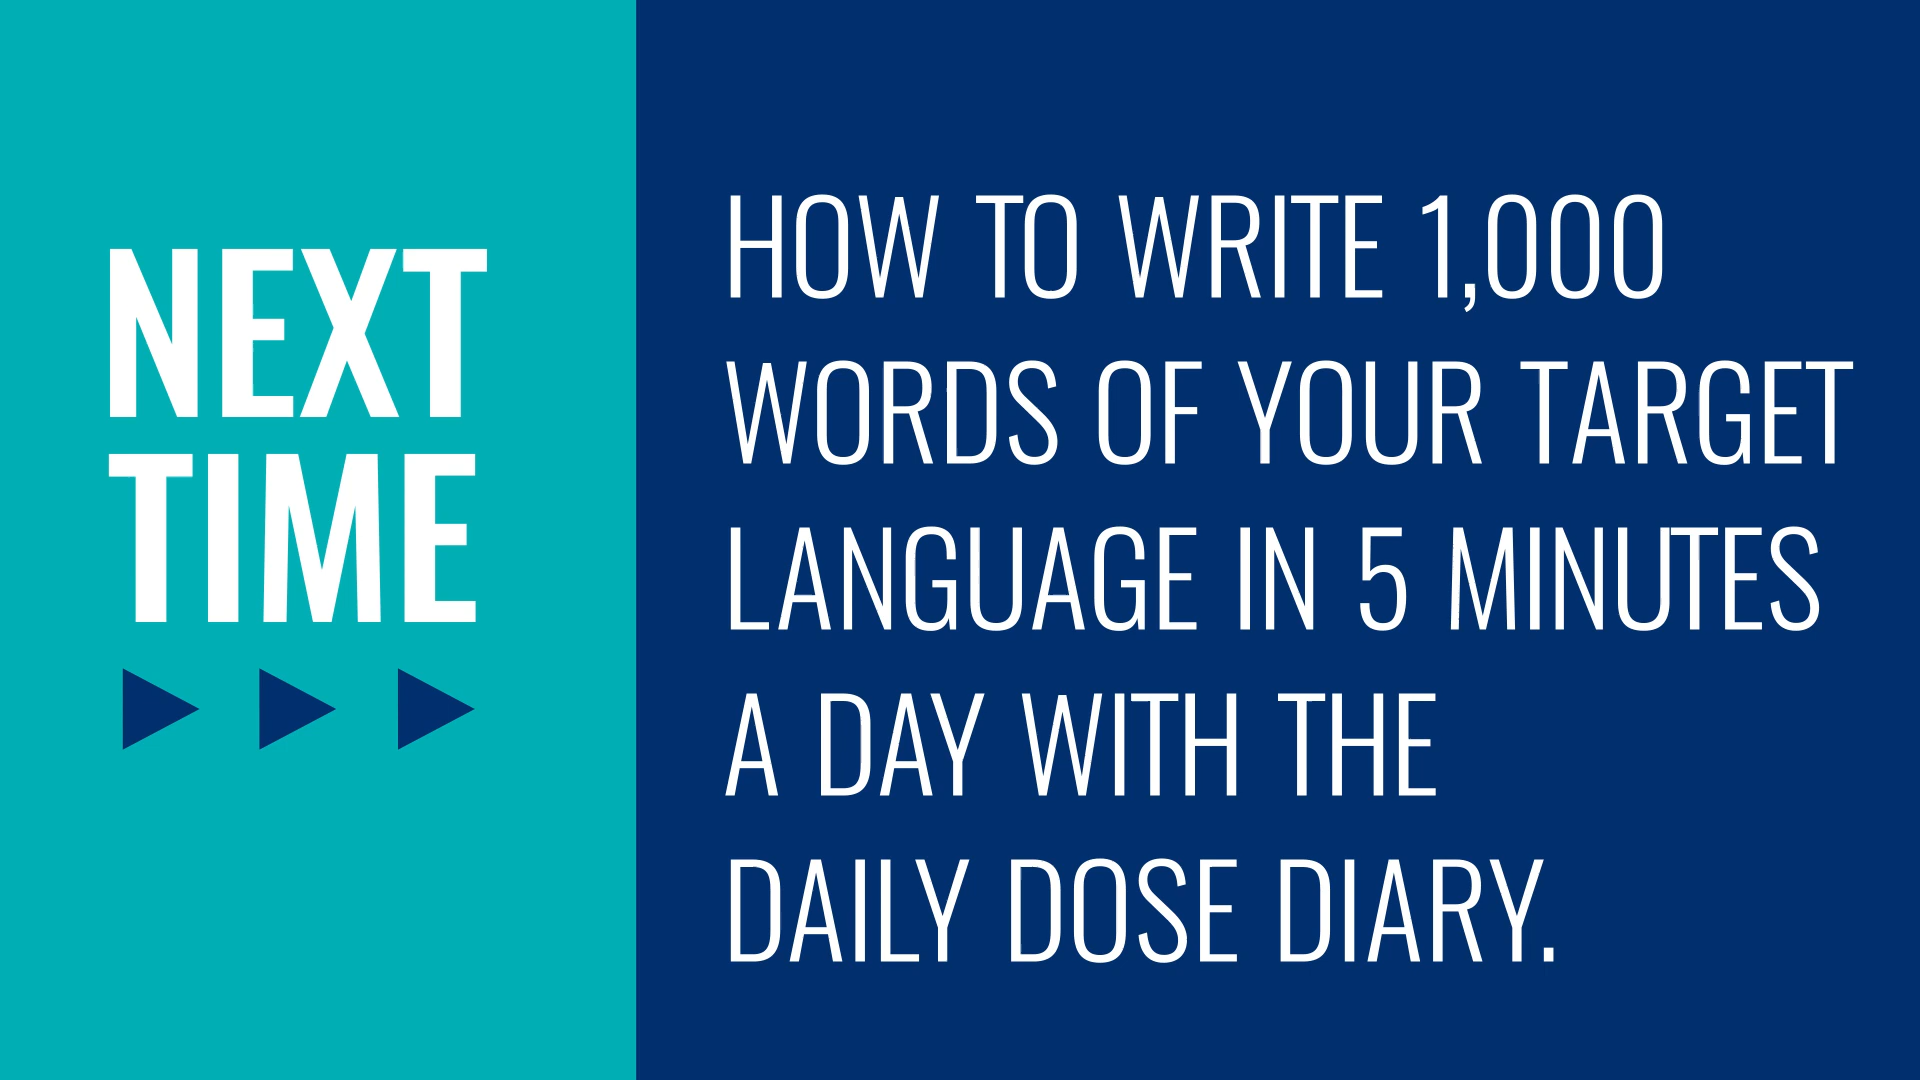 NEXT
TIME
HOW TO WRITE 1,000
WORDS OF YOUR TARGET
LANGUAGE IN 5 MINUTES
A DAY WITH THE
DAILY DOSE DIARY.